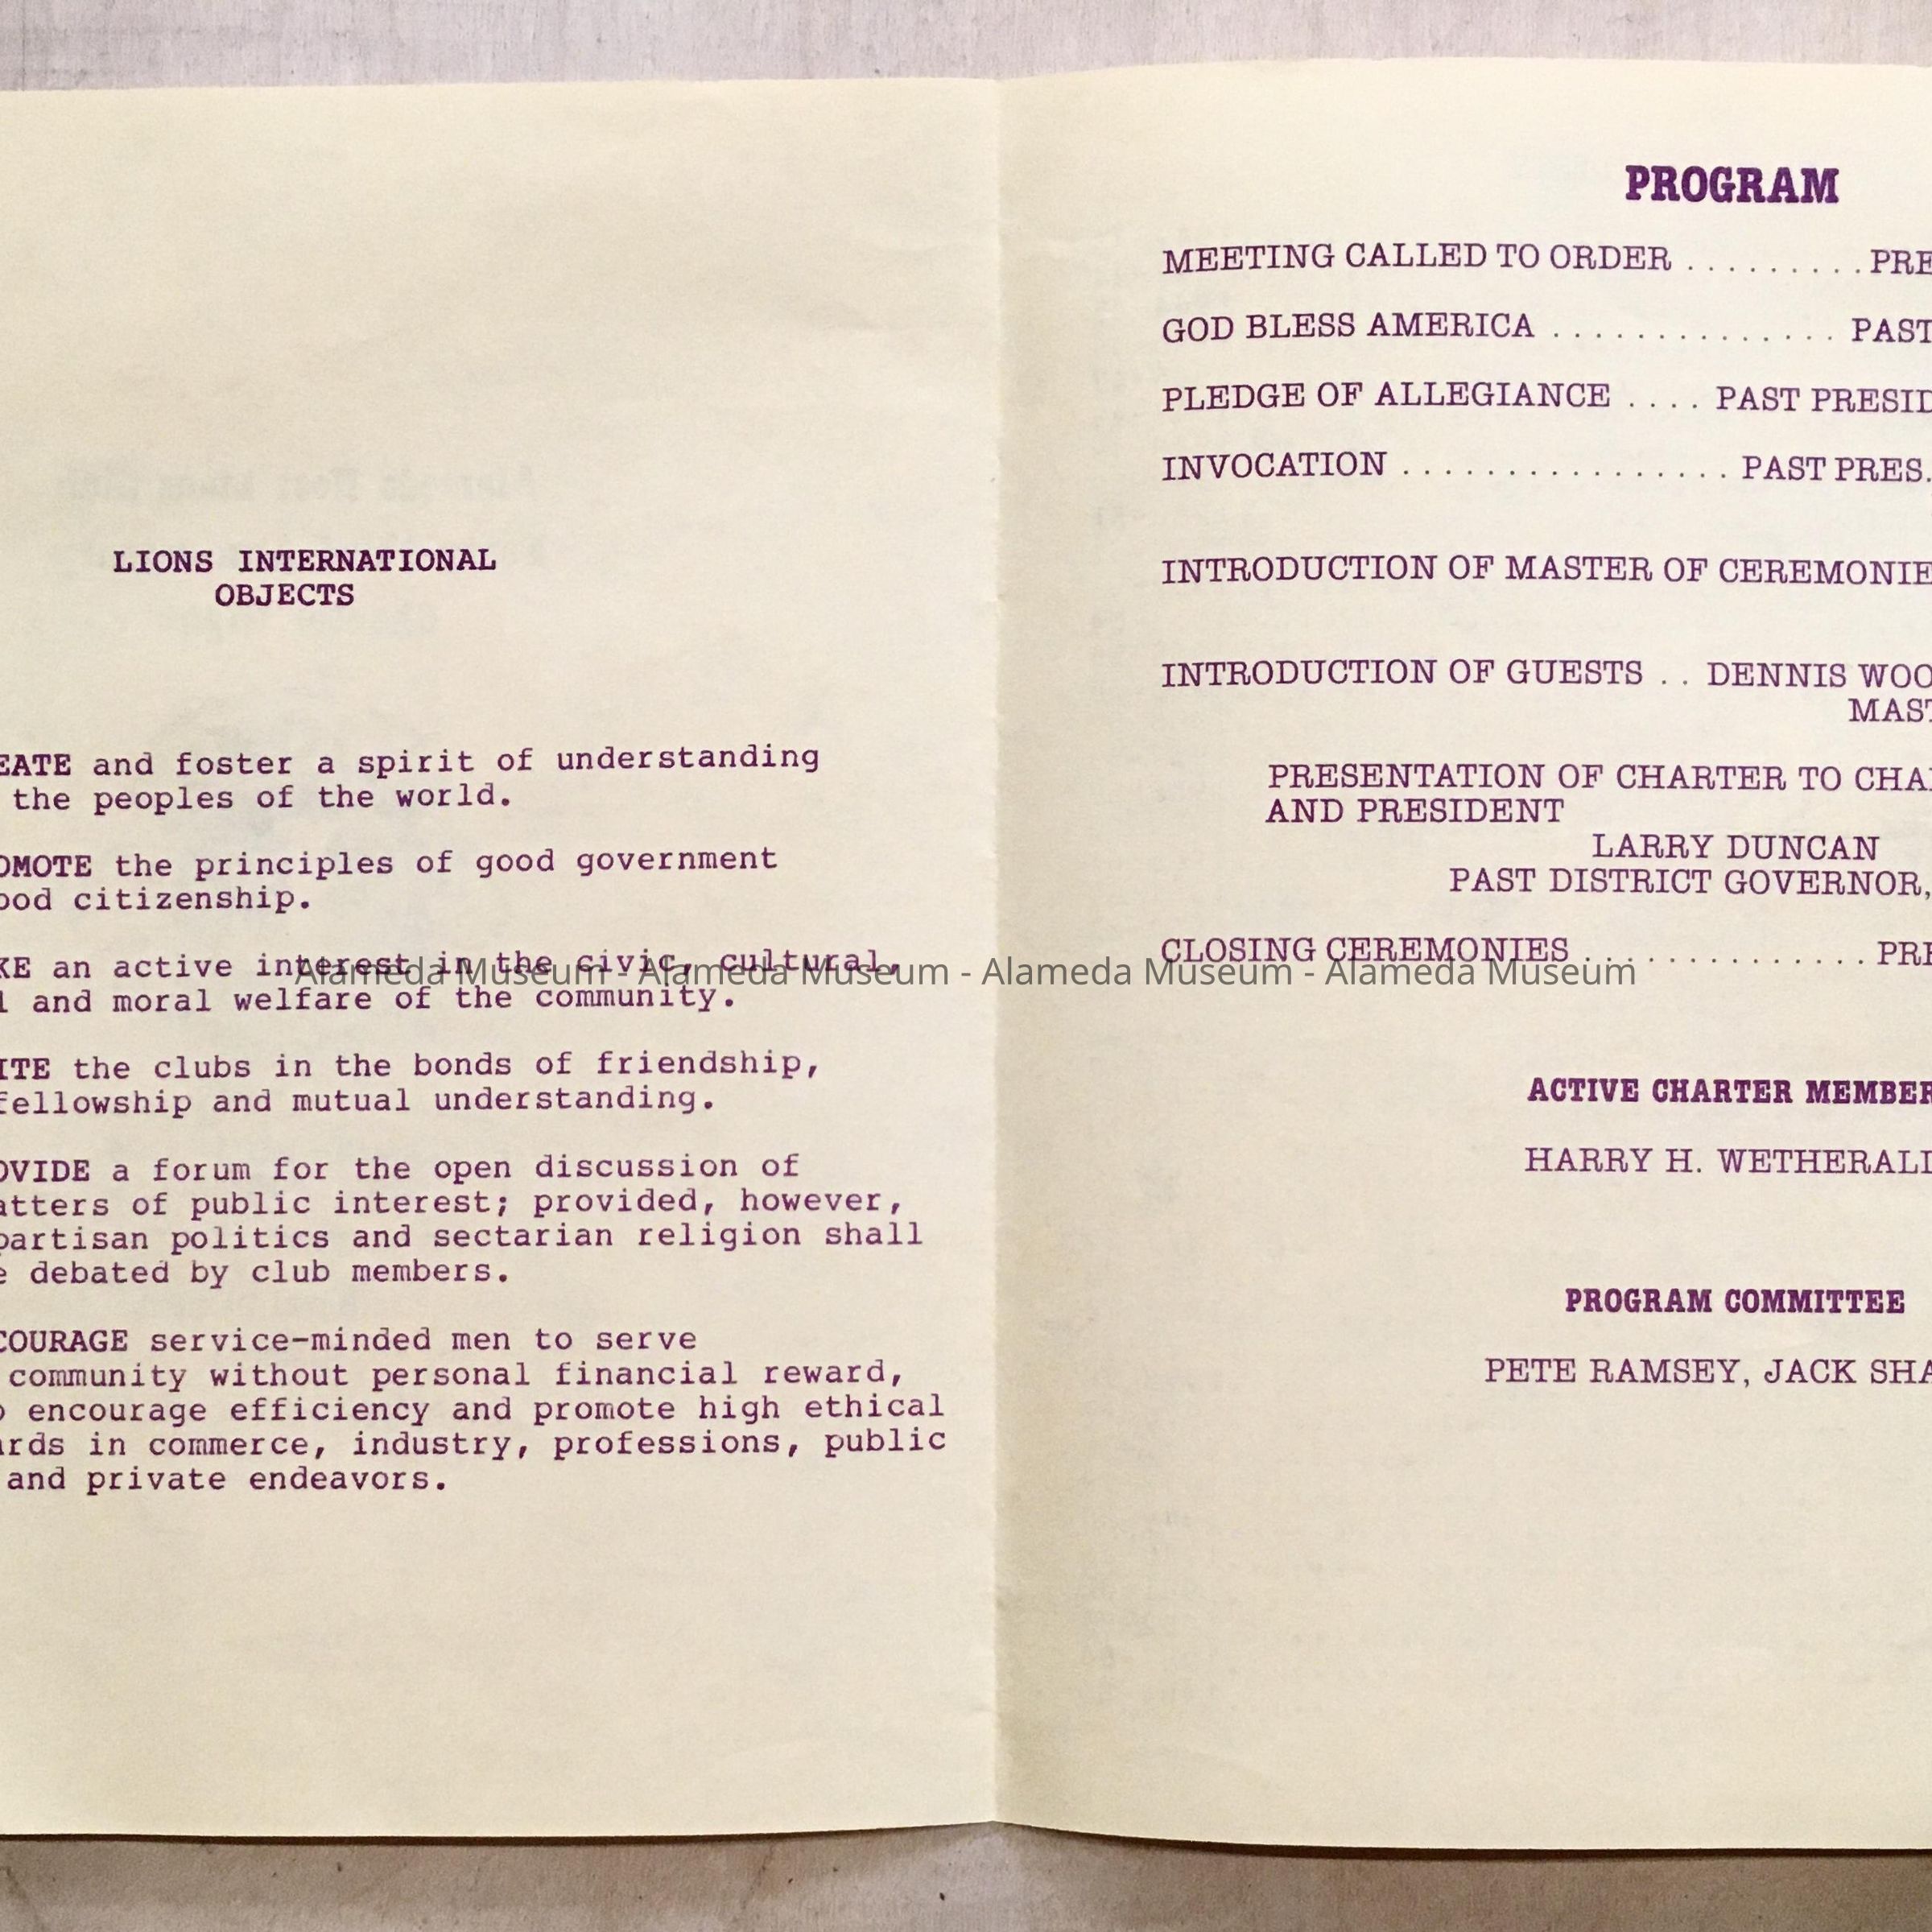 LIONS INTERNATIONAL
OBJECTS
EATE and foster a spirit of understanding
the peoples of the world.
OMOTE the principles of good government
ood citizenship.
KE an active interest in the civic, cultural,
l and moral welfare of the community.
ITE the clubs in the bonds of friendship,
fellowship and mutual understanding.
OVIDE a forum for the open discussion of
atters of public interest; provided, however,
partisan politics and sectarian religion shall
e debated by club members.
COURAGE service-minded men to serve
community without personal financial reward,
o encourage efficiency and promote high ethical
ards in commerce, industry, professions, public
and private endeavors.
PROGRAM
MEETING CALLED TO ORDER . . . . . . . . . PRE
GOD BLESS AMERICA . . . . . . . . . . . . . . PAST
PLEDGE OF ALLEGIANCE . . . . PAST PRESID
INVOCATION . . . . . . . . . . . . . . . . PAST PRES.
INTRODUCTION OF MASTER OF CEREMONIE
INTRODUCTION OF GUESTS . . DENNIS WOO
MAST
PRESENTATION OF CHARTER TO CHA
AND PRESIDENT
LARRY DUNCAN
PAST DISTRICT GOVERNOR,
CLOSING CEREMONIES . . . . . . . . . . . . . . PRE
ACTIVE CHARTER MEMBER
HARRY H. WETHERALL
PROGRAM COMMITTEE
PETE RAMSEY, JACK SHA
Alameda Museum - Alameda Museum - Alameda Museum - Alameda Museum